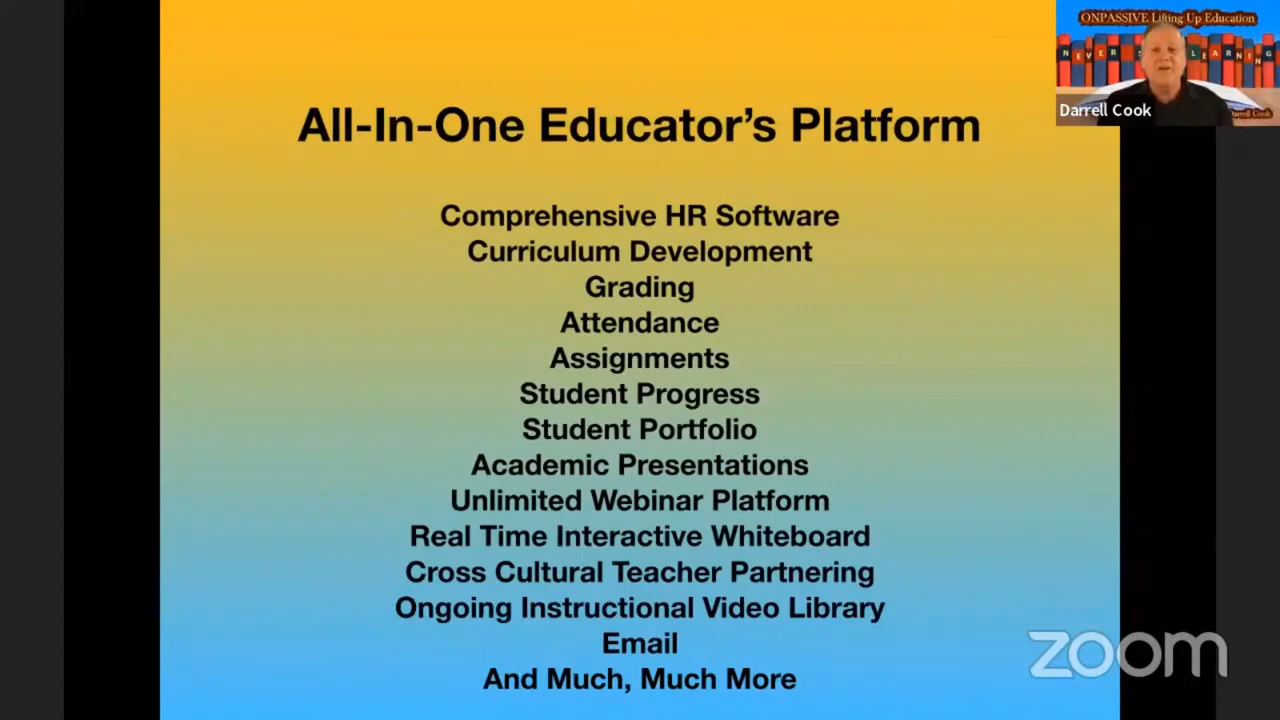 All-In-One Educator's Platform
Comprehensive HR Software
Curriculum Development
Grading
Attendance
Assignments
Student Progress
Student Portfolio
Academic Presentations
Unlimited Webinar Platform
Real Time Interactive Whiteboard
Cross Cultural Teacher Partnering
Ongoing Instructional Video Library
Email
And Much, Much More
ONPASSIVE Lifting Up Education
Darrell Cook
Darrell Cook
zoom